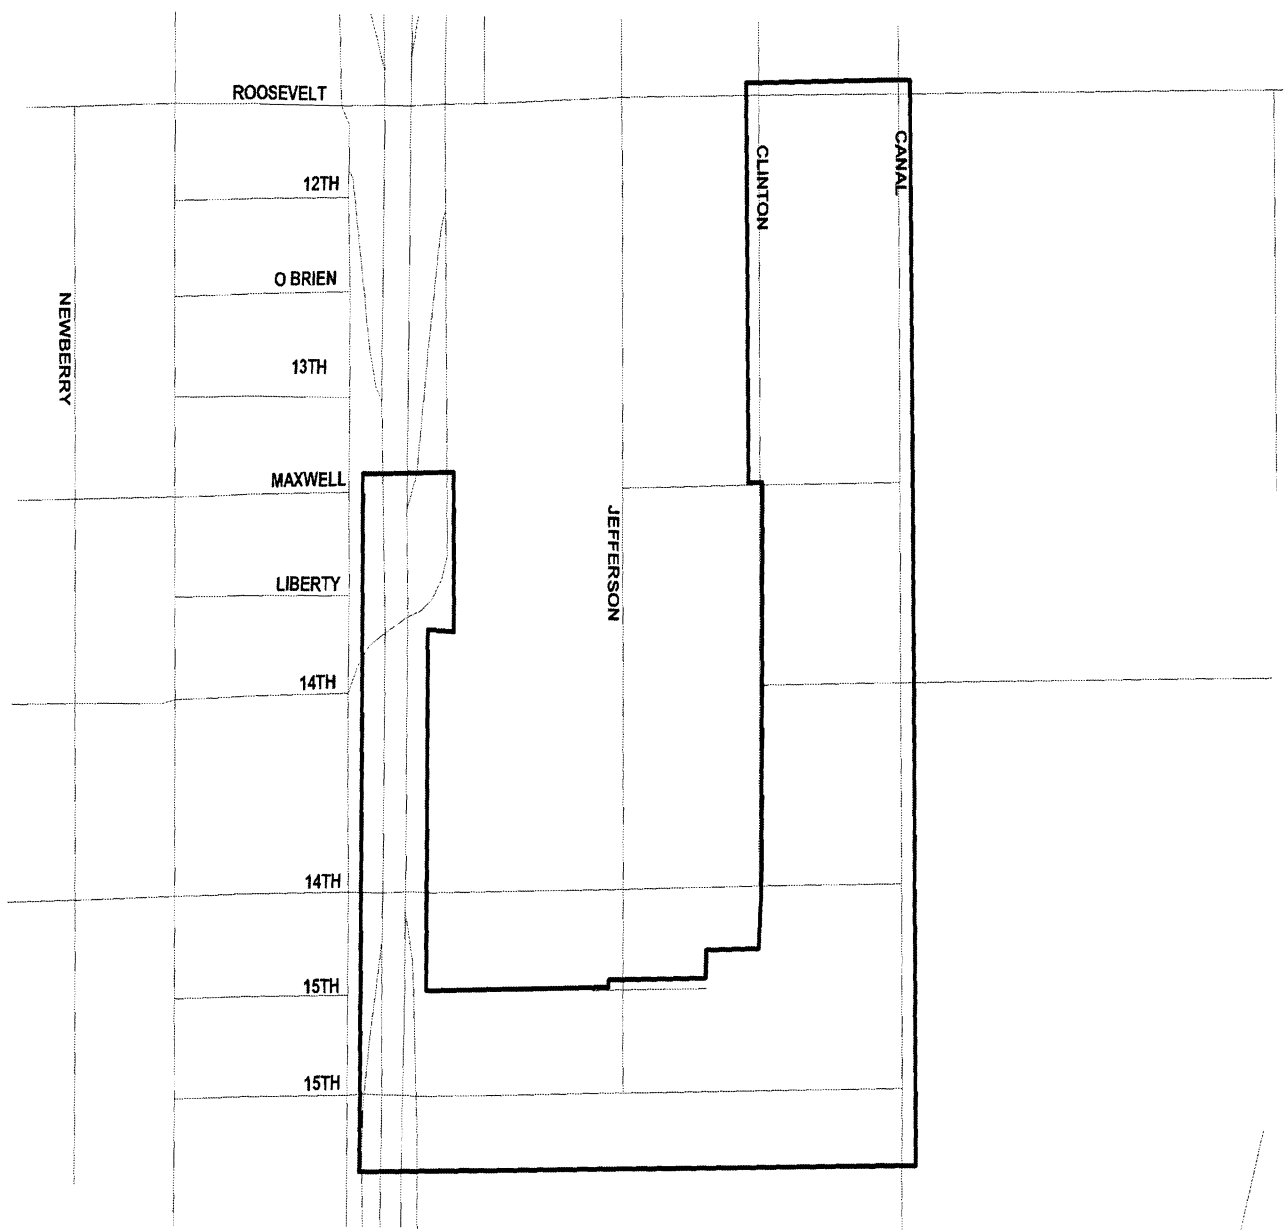 ROOSEVELT
CANAL
CLINTON
12TH
O BRIEN
NEWBERRY
13TH
MAXWELL
JEFFERSON
LIBERTY
14TH
14TH
15TH
15TH